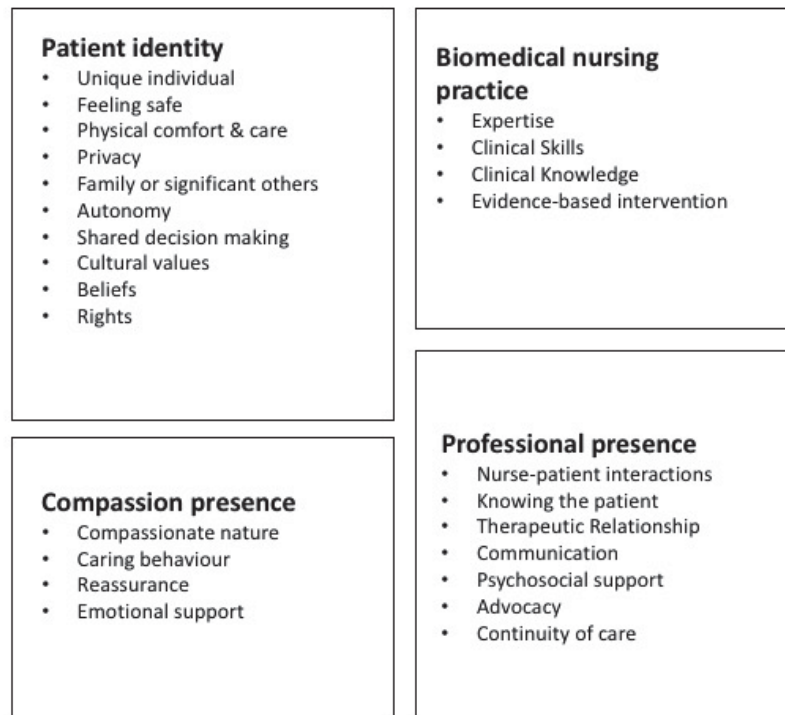 Patient identity
• Unique individual
• Feeling safe
• Physical comfort & care
• Privacy
• Family or significant others
• Autonomy
• Shared decision making
• Cultural values
• Beliefs
• Rights
Biomedical nursing
practice
• Expertise
• Clinical Skills
• Clinical Knowledge
• Evidence-based intervention
Compassion presence
• Compassionate nature
• Caring behaviour
• Reassurance
• Emotional support
Professional presence
• Nurse-patient interactions
• Knowing the patient
• Therapeutic Relationship
• Communication
• Psychosocial support
• Advocacy
• Continuity of care